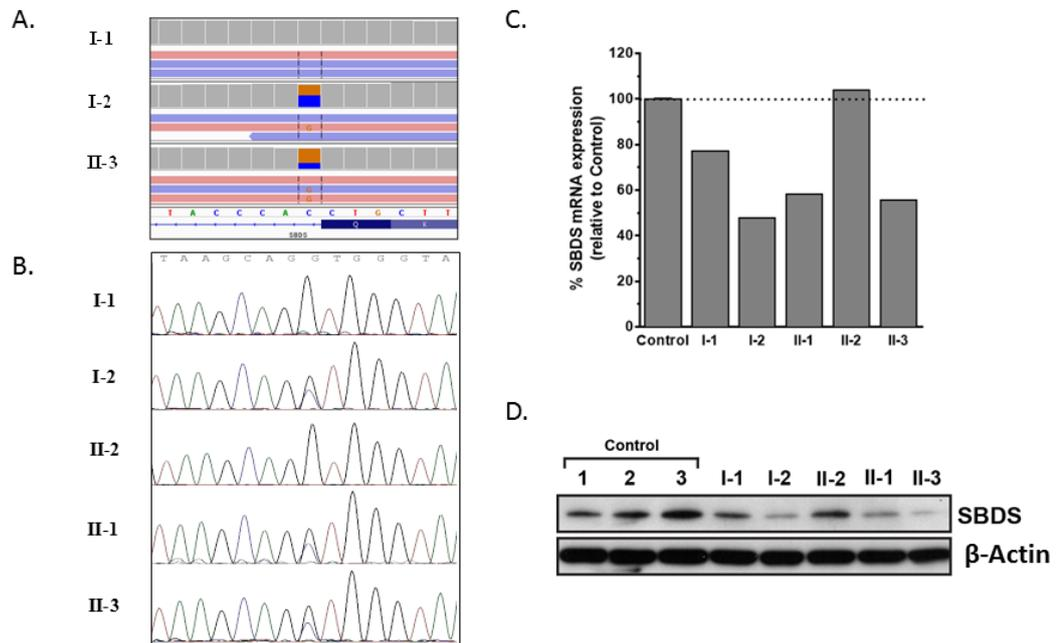 A.
I-1
I-2
G
II-3
G
G
T A C C C A C C T G C T T
Q K
SBDS
B.
T A A G C A G G T G G G T A
I-1
I-2
II-2
II-1
II-3
C.
% SBDS mRNA expression
(relative to Control)
120
100
80
60
40
20
0
Control I-1 I-2 II-1 II-2 II-3
D.
Control
1 2 3 I-1 I-2 II-2 II-1 II-3
SBDS
β-Actin